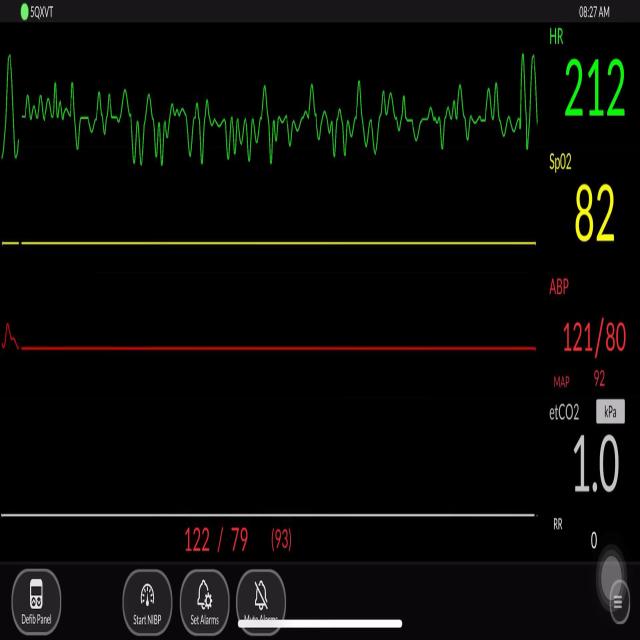 5QXVT
08:27 AM
HR
212
SpO2
82
ABP
121/80
MAP 92
etCO2 kPa
1.0
RR
0
122 / 79 (93)
Defib Panel
Start NIBP
Set Alarms
Mute Alarms